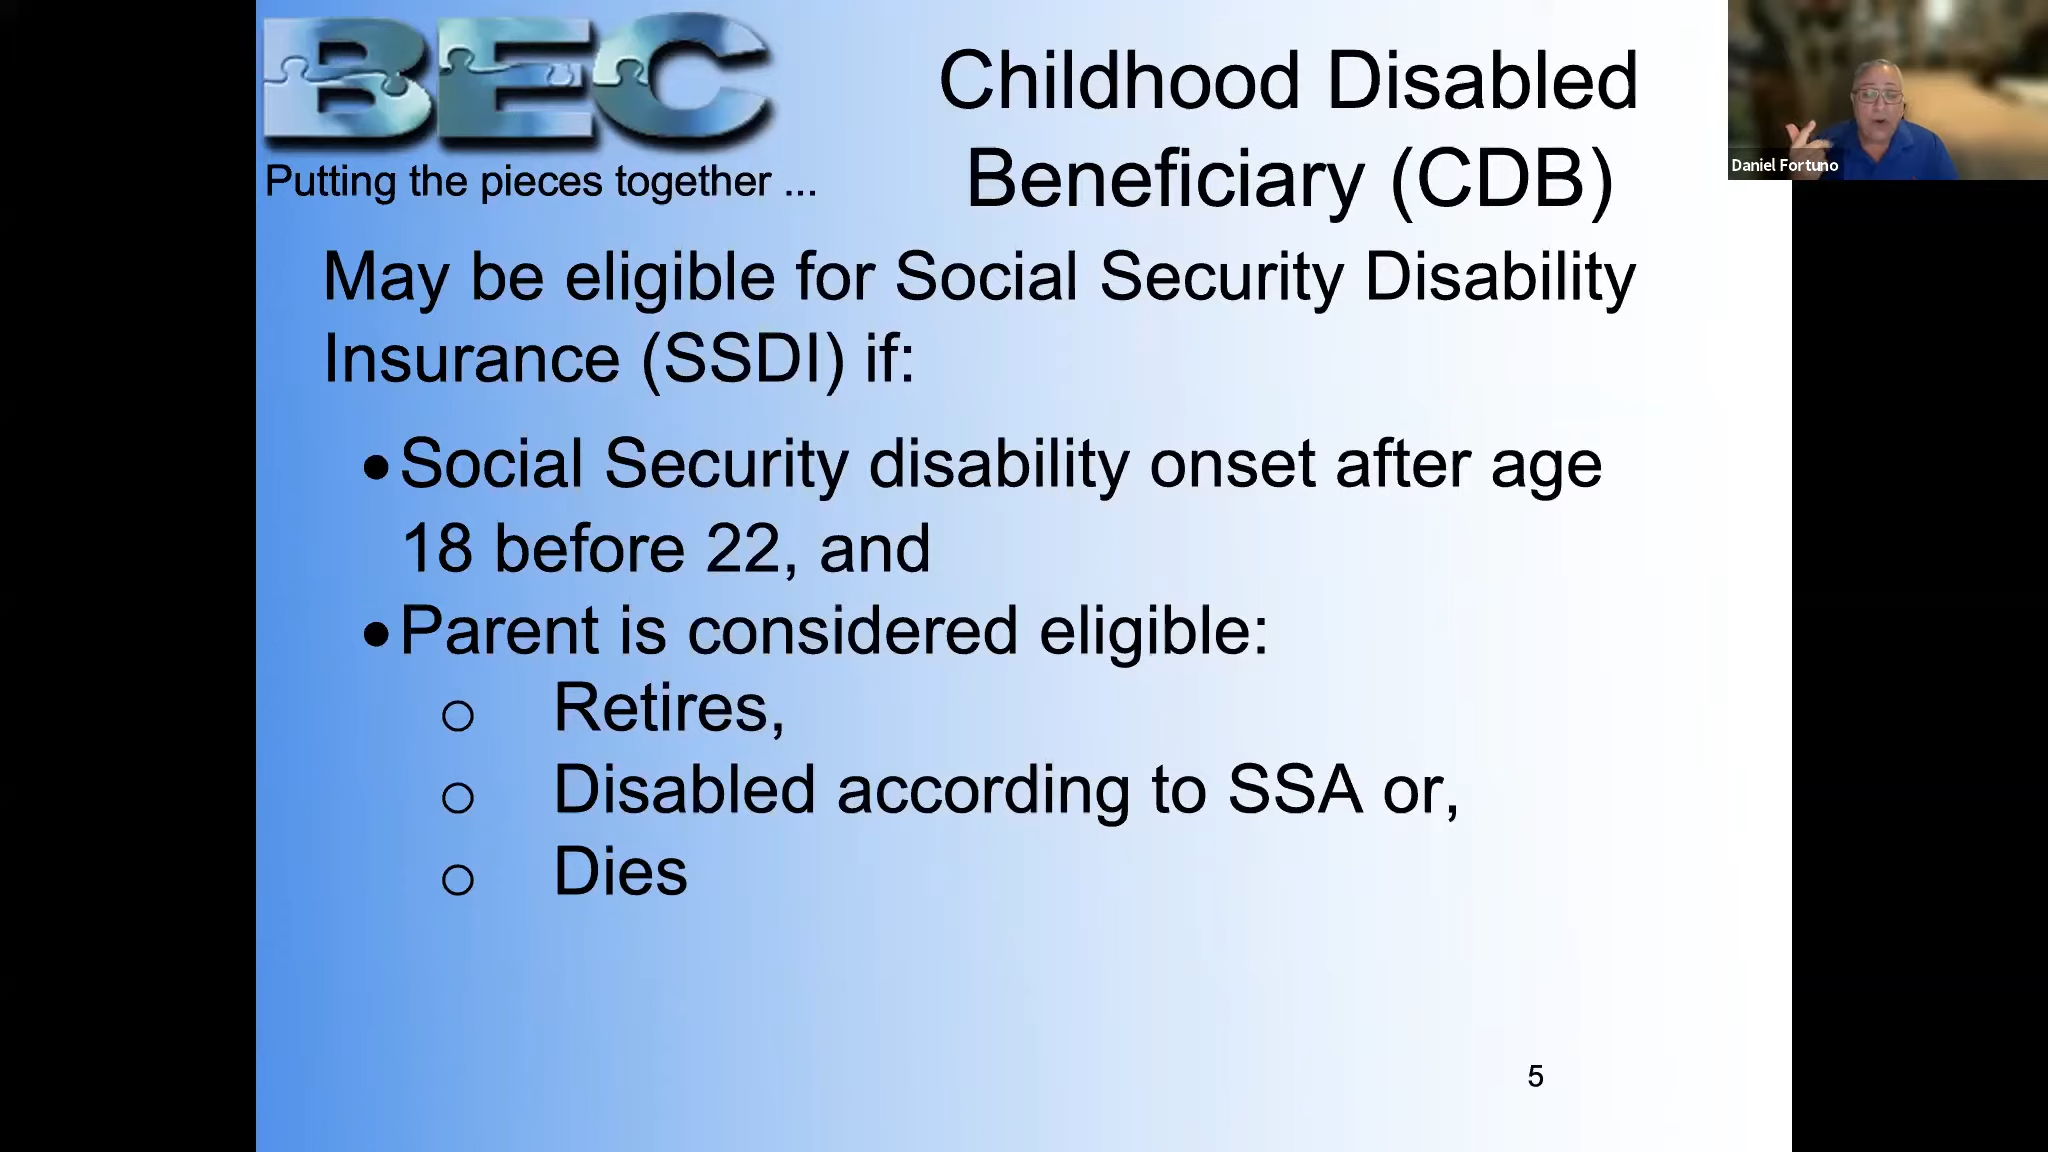 BEC
Putting the pieces together ...
Childhood Disabled
Beneficiary (CDB)
Daniel Fortuno
May be eligible for Social Security Disability
Insurance (SSDI) if:
•Social Security disability onset after age
18 before 22, and
•Parent is considered eligible:
○ Retires,
○ Disabled according to SSA or,
○ Dies
5